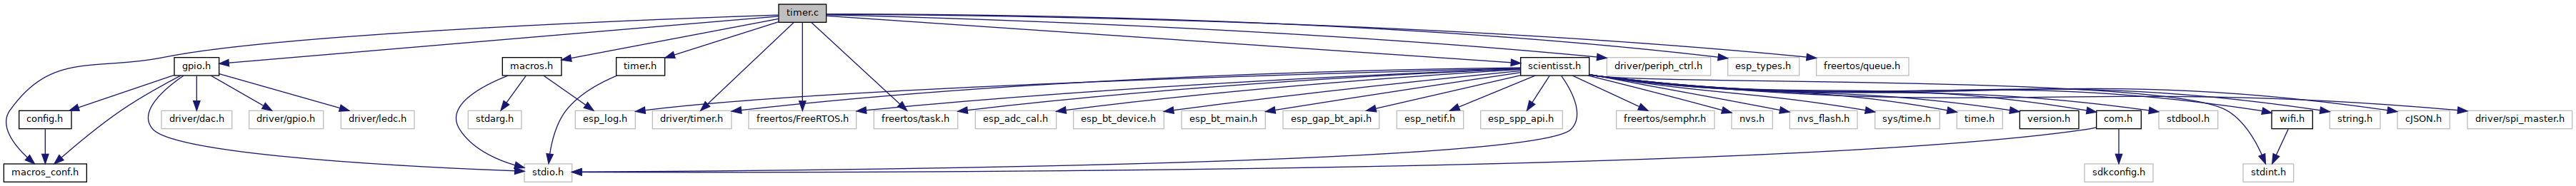 timer.c
gpio.h
macros.h
timer.h
scientisst.h
driver/periph_ctrl.h
esp_types.h
freertos/queue.h
config.h
driver/dac.h
driver/gpio.h
driver/ledc.h
stdarg.h
esp_log.h
driver/timer.h
freertos/FreeRTOS.h
freertos/task.h
esp_adc_cal.h
esp_bt_device.h
esp_bt_main.h
esp_gap_bt_api.h
esp_netif.h
esp_spp_api.h
freertos/semphr.h
nvs.h
nvs_flash.h
sys/time.h
time.h
version.h
com.h
stdbool.h
wifi.h
string.h
cJSON.h
driver/spi_master.h
macros_conf.h
stdio.h
sdkconfig.h
stdint.h